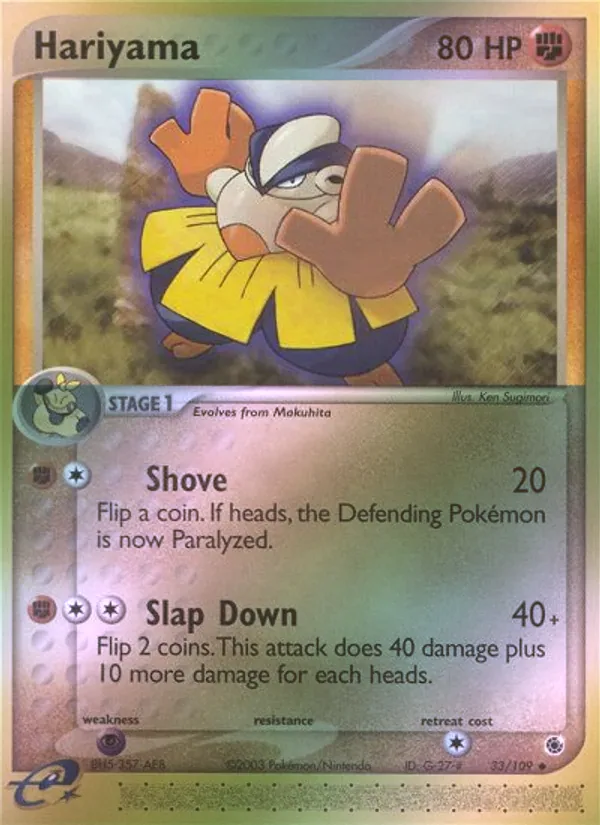 Hariyama 80 HP
Illus. Ken Sugimori
STAGE 1
Evolves from Makuhita
Shove 20
Flip a coin. If heads, the Defending Pokémon
is now Paralyzed.
Slap Down 40+
Flip 2 coins. This attack does 40 damage plus
10 more damage for each heads.
weakness resistance retreat cost
©2003 Pokémon/Nintendo ID: G-27-# 33/109
e